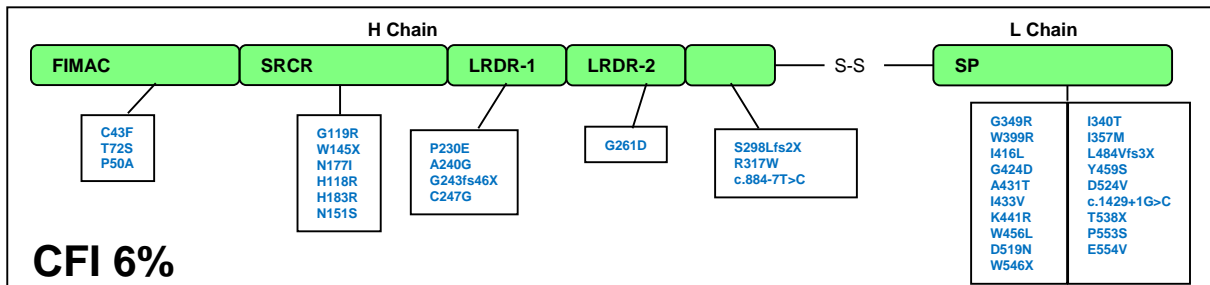 H Chain
L Chain
FIMAC
SRCR
LRDR-1
LRDR-2
S-S
SP
C43F
T72S
P50A
G119R
W145X
N177I
H118R
H183R
N151S
P230E
A240G
G243fs46X
C247G
G261D
S298Lfs2X
R317W
c.884-7T>C
G349R
W399R
I416L
G424D
A431T
I433V
K441R
W456L
D519N
W546X
I340T
I357M
L484Vfs3X
Y459S
D524V
c.1429+1G>C
T538X
P553S
E554V
CFI 6%